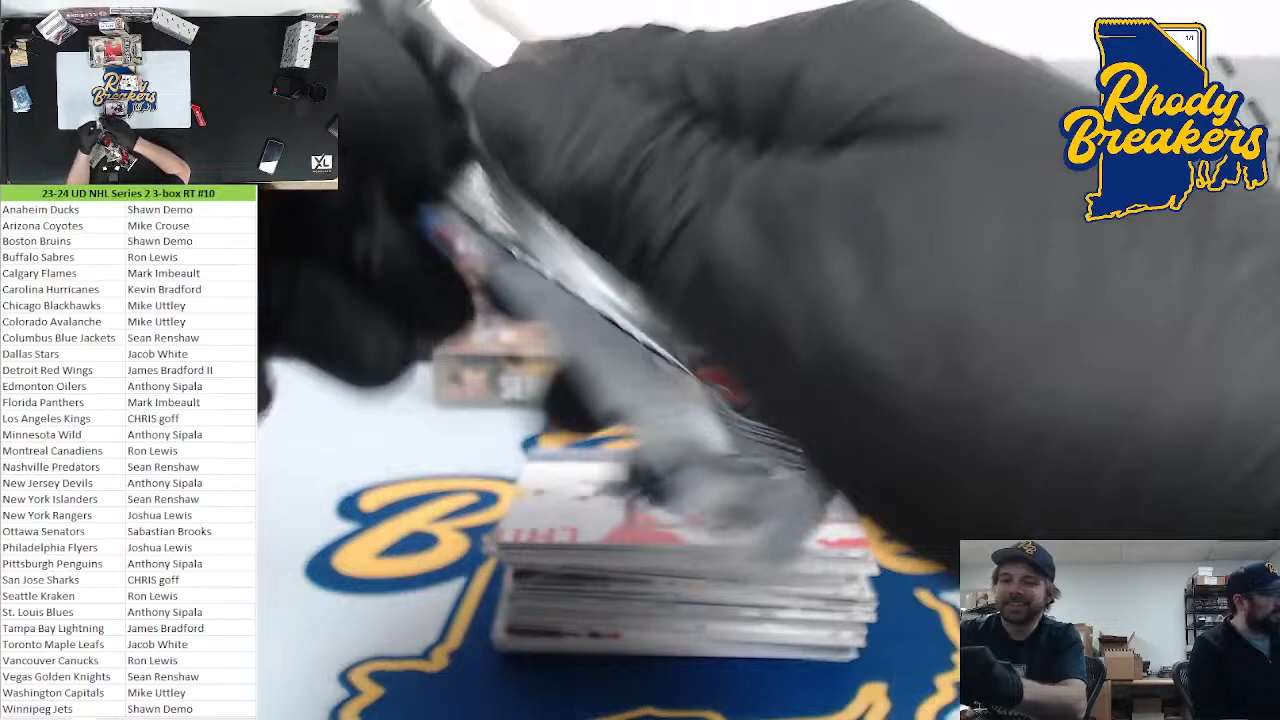 1/1
Rhody
Breakers
Rhody
Breakers
XL
23-24 UD NHL Series 2 3-box RT #10
Anaheim Ducks Shawn Demo
Arizona Coyotes Mike Crouse
Boston Bruins Shawn Demo
Buffalo Sabres Ron Lewis
Calgary Flames Mark Imbeault
Carolina Hurricanes Kevin Bradford
Chicago Blackhawks Mike Uttley
Colorado Avalanche Mike Uttley
Columbus Blue Jackets Sean Renshaw
Dallas Stars Jacob White
Detroit Red Wings James Bradford II
Edmonton Oilers Anthony Sipala
Florida Panthers Mark Imbeault
Los Angeles Kings CHRIS goff
Minnesota Wild Anthony Sipala
Montreal Canadiens Ron Lewis
Nashville Predators Sean Renshaw
New Jersey Devils Anthony Sipala
New York Islanders Sean Renshaw
New York Rangers Joshua Lewis
Ottawa Senators Sabastian Brooks
Philadelphia Flyers Joshua Lewis
Pittsburgh Penguins Anthony Sipala
San Jose Sharks CHRIS goff
Seattle Kraken Ron Lewis
St. Louis Blues Anthony Sipala
Tampa Bay Lightning James Bradford
Toronto Maple Leafs Jacob White
Vancouver Canucks Ron Lewis
Vegas Golden Knights Sean Renshaw
Washington Capitals Mike Uttley
Winnipeg Jets Shawn Demo
B